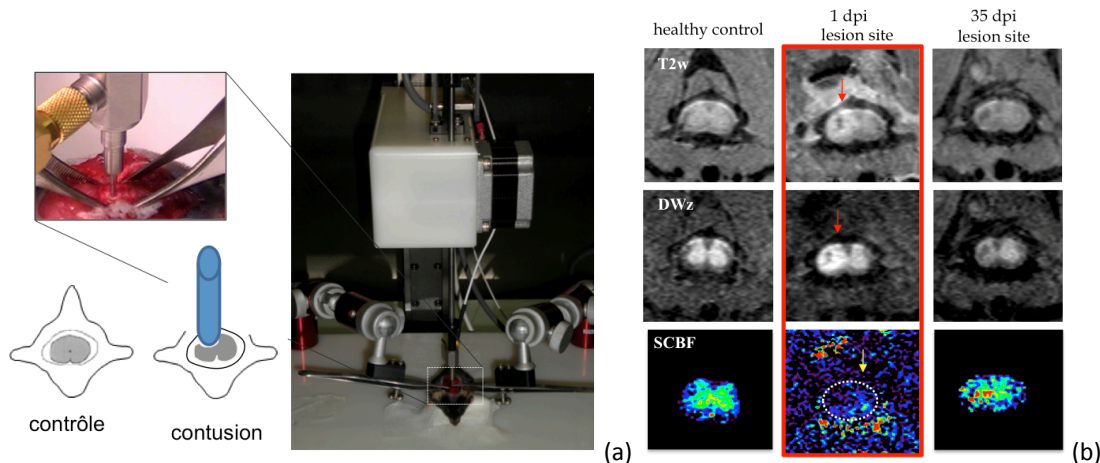 healthy control
1 dpi
lesion site
35 dpi
lesion site
T2w
DWz
SCBF
contrôle
contusion
(a)
(b)